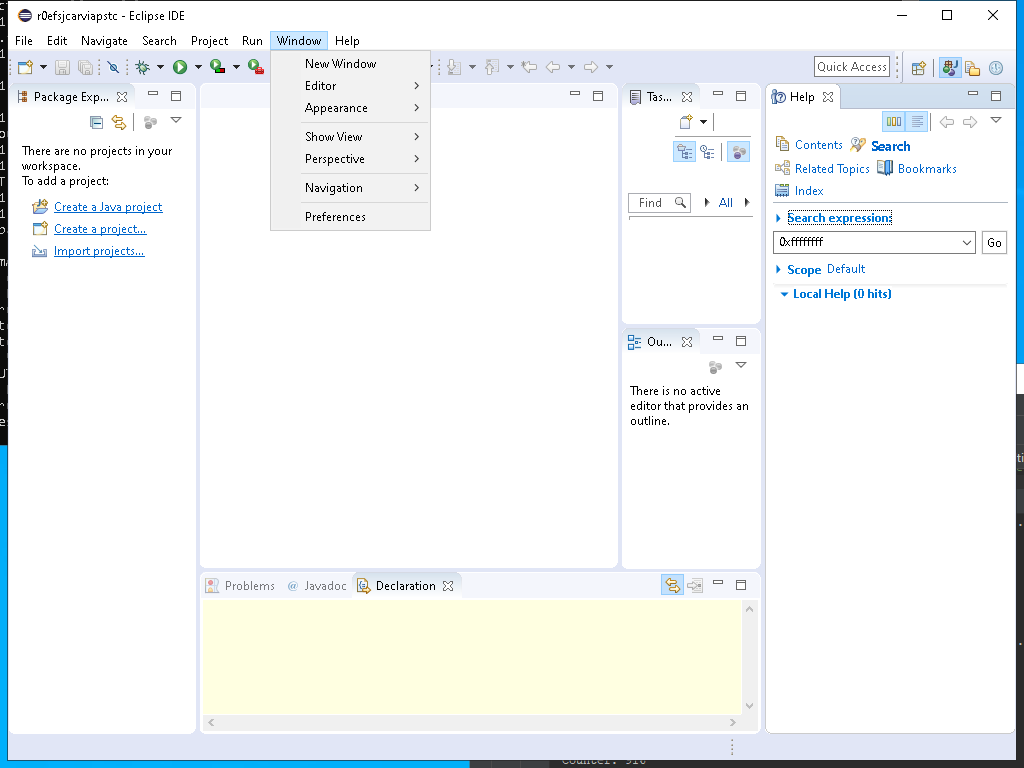 r0efsjcarviapstc - Eclipse IDE
File Edit Navigate Search Project Run Window Help
New Window
Editor
Appearance
Show View
Perspective
Navigation
Preferences
Quick Access
Package Exp...
There are no projects in your
workspace.
To add a project:
Create a Java project
Create a project...
Import projects...
Tas...
Find
All
Ou...
There is no active
editor that provides an
outline.
Help
Contents Search
Related Topics Bookmarks
Index
Search expression:
0xffffffff
Go
Scope Default
Local Help (0 hits)
Problems @ Javadoc Declaration